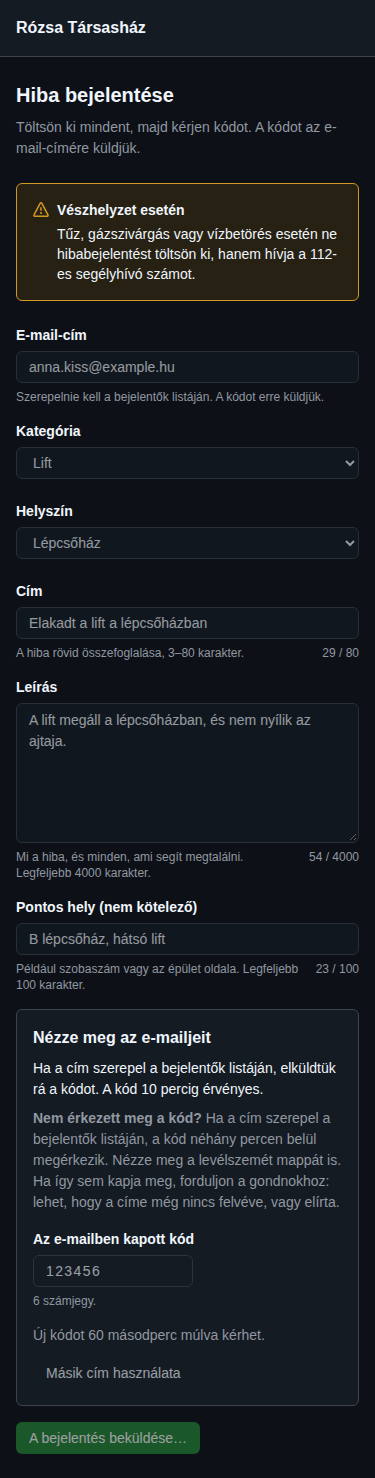 Rózsa Társasház
Hiba bejelentése
Töltsön ki mindent, majd kérjen kódot. A kódot az e-
mail-címére küldjük.
Vészhelyzet esetén
Tűz, gázszivárgás vagy vízbetörés esetén ne
hibabejelentést töltsön ki, hanem hívja a 112-
es segélyhívó számot.
E-mail-cím
anna.kiss@example.hu
Szerepelnie kell a bejelentők listáján. A kódot erre küldjük.
Kategória
Lift
Helyszín
Lépcsőház
Cím
Elakadt a lift a lépcsőházban
A hiba rövid összefoglalása, 3–80 karakter. 29 / 80
Leírás
A lift megáll a lépcsőházban, és nem nyílik az
ajtaja.
Mi a hiba, és minden, ami segít megtalálni. 54 / 4000
Legfeljebb 4000 karakter.
Pontos hely (nem kötelező)
B lépcsőház, hátsó lift
Például szobaszám vagy az épület oldala. Legfeljebb 23 / 100
100 karakter.
Nézze meg az e-mailjeit
Ha a cím szerepel a bejelentők listáján, elküldtük
rá a kódot. A kód 10 percig érvényes.
Nem érkezett meg a kód? Ha a cím szerepel a
bejelentők listáján, a kód néhány percen belül
megérkezik. Nézze meg a levélszemét mappát is.
Ha így sem kapja meg, forduljon a gondnokhoz:
lehet, hogy a címe még nincs felvéve, vagy elírta.
Az e-mailben kapott kód
123456
6 számjegy.
Új kódot 60 másodperc múlva kérhet.
Másik cím használata
A bejelentés beküldése…